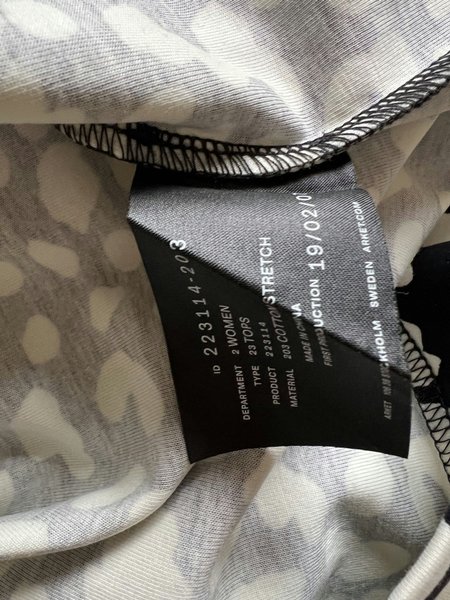 ID 223114-203
DEPARTMENT 2 WOMEN
TYPE 23 TOPS
PRODUCT 223114
MATERIAL 203 COTTON STRETCH
MADE IN CHINA
FIRST PRODUCTION 19/02/0
ARKET SWEDEN ARKET.COM